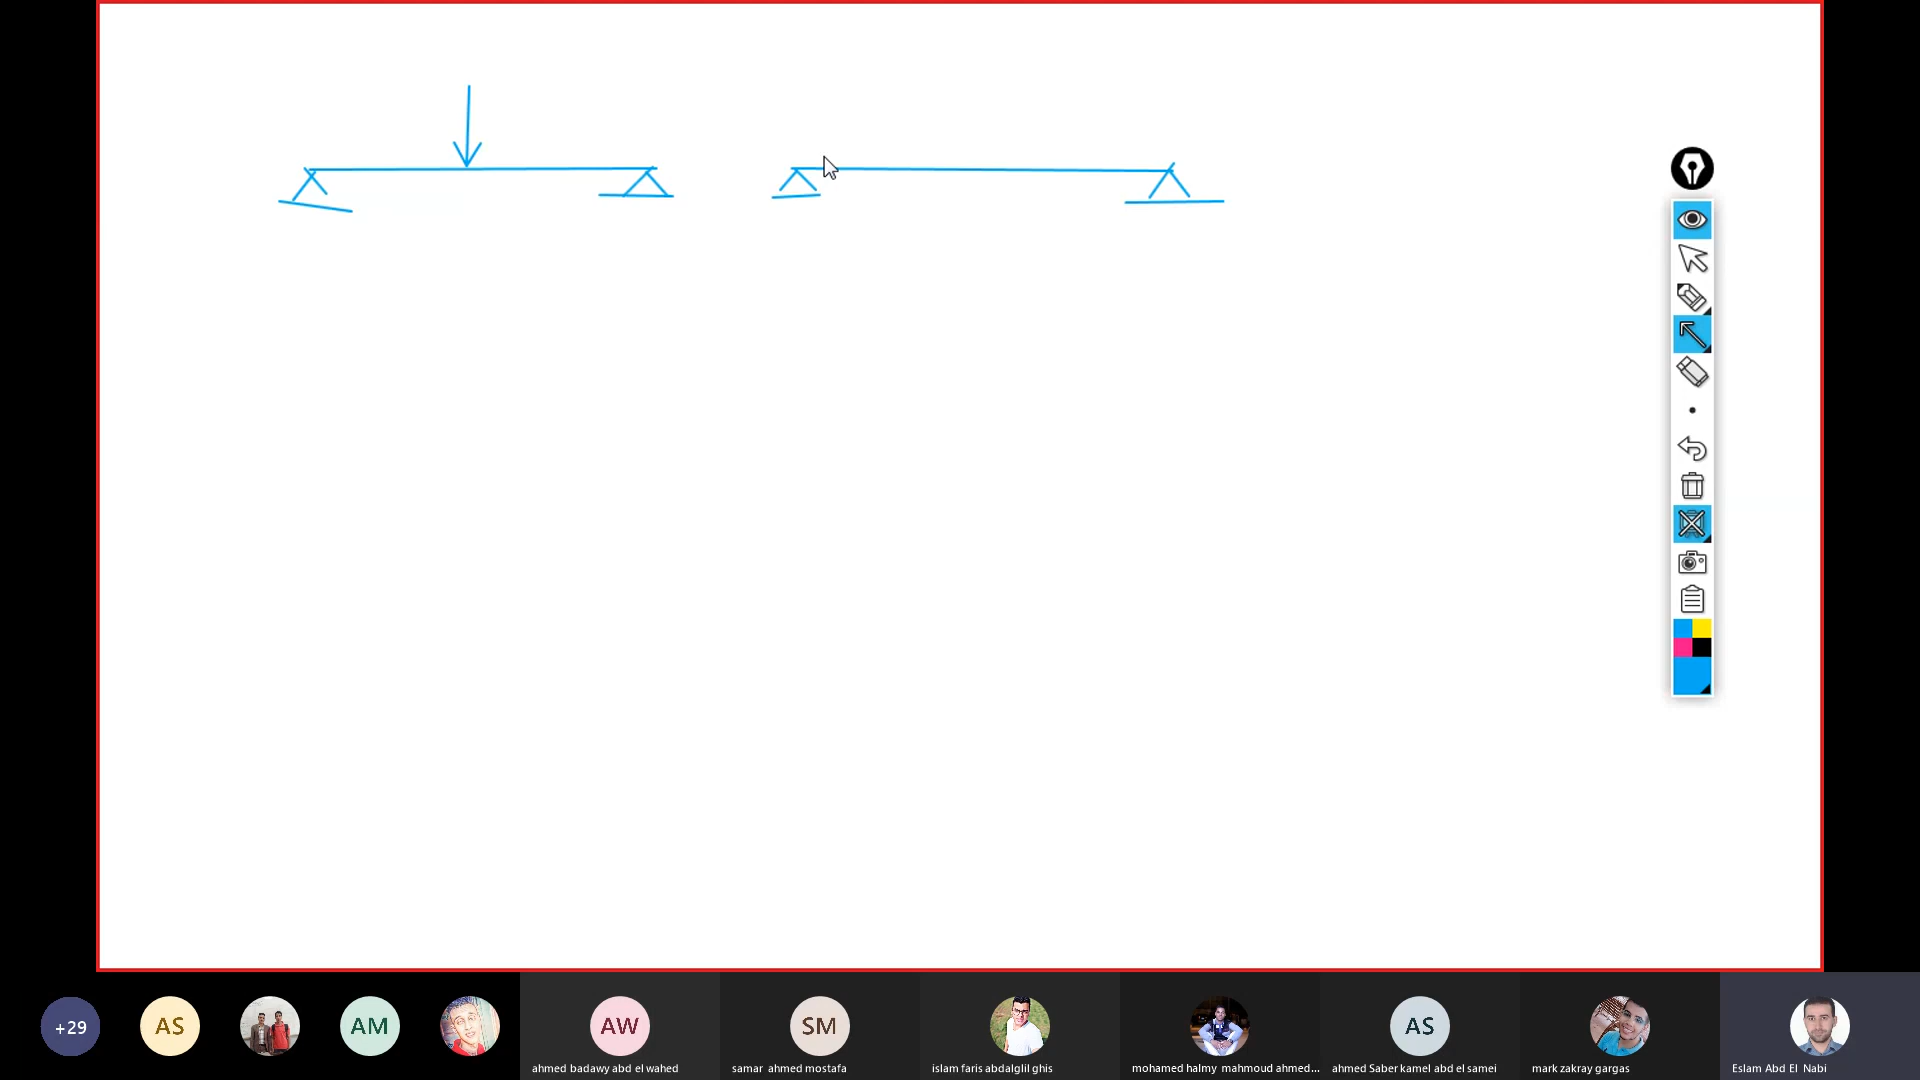 +29
AS
AM
AW
SM
AS
ahmed badawy abd el wahed
samar ahmed mostafa
islam faris abdalglil ghis
mohamed halmy mahmoud ahmed...
ahmed Saber kamel abd el samei
mark zakray gargas
Eslam Abd El Nabi